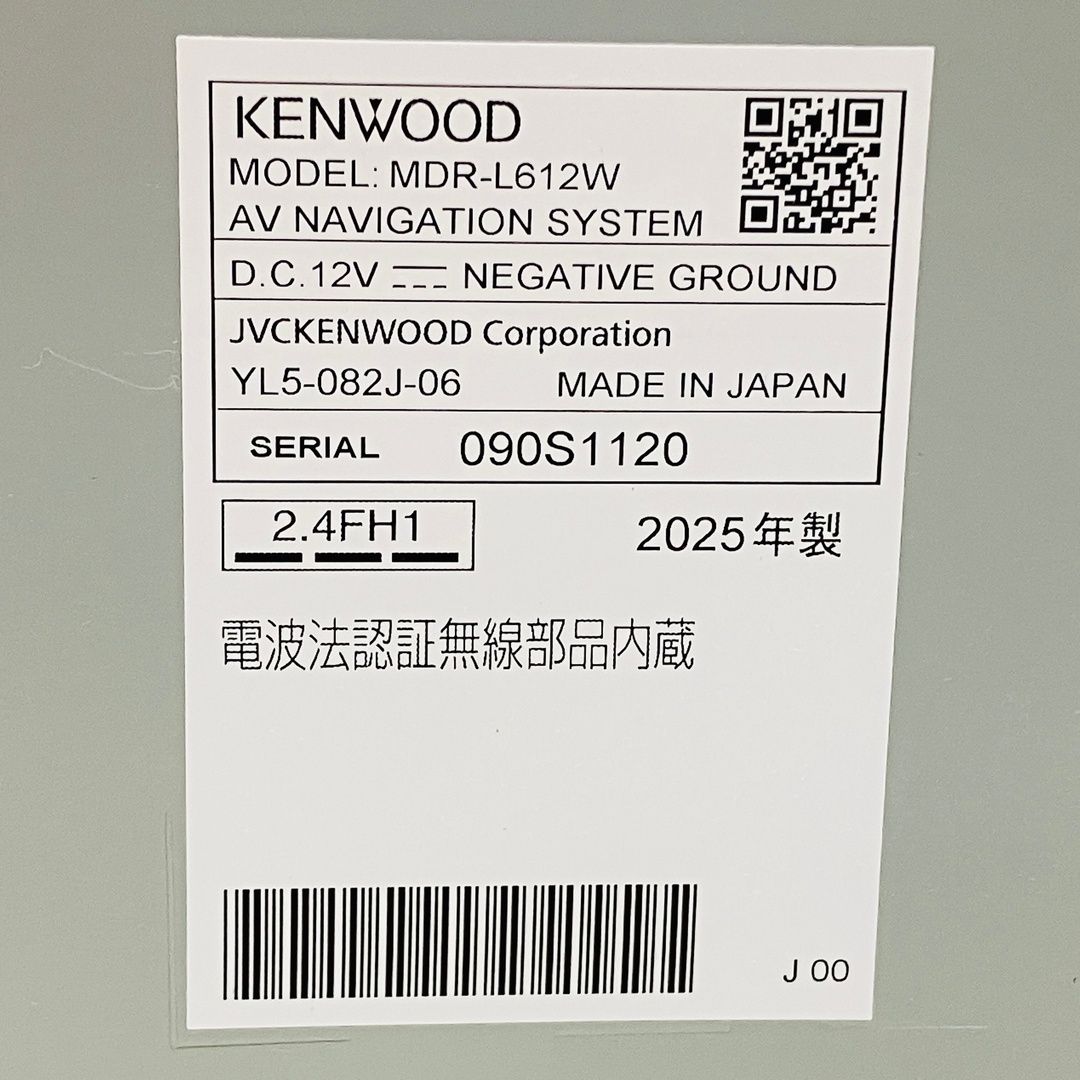 KENWOOD
MODEL: MDR-L612W
AV NAVIGATION SYSTEM
D.C.12V NEGATIVE GROUND
JVCKENWOOD Corporation
YL5-082J-06 MADE IN JAPAN
SERIAL 090S1120
2.4FH1 2025年製
電波法認証無線部品内蔵
J 00